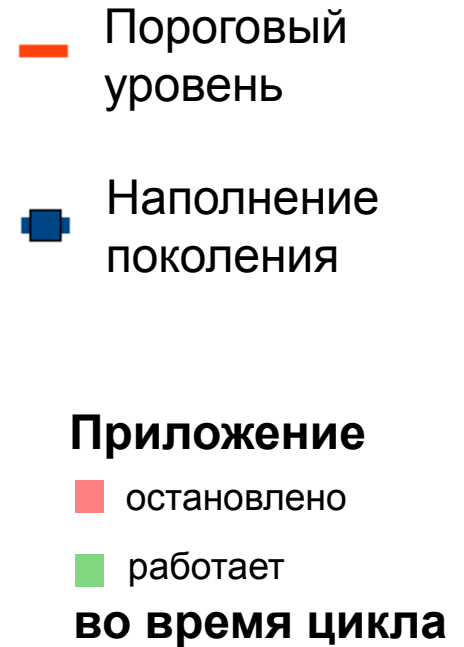 Пороговый
уровень
Наполнение
поколения
Приложение
остановлено
работает
во время цикла